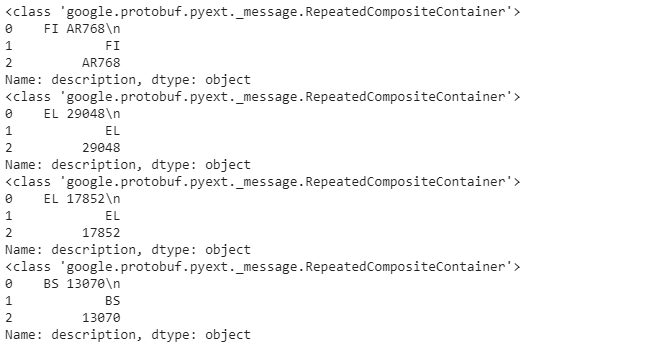 <class 'google.protobuf.pyext._message.RepeatedCompositeContainer'>
0    FI AR768\n
1            FI
2         AR768
Name: description, dtype: object
<class 'google.protobuf.pyext._message.RepeatedCompositeContainer'>
0    EL 29048\n
1            EL
2         29048
Name: description, dtype: object
<class 'google.protobuf.pyext._message.RepeatedCompositeContainer'>
0    EL 17852\n
1            EL
2         17852
Name: description, dtype: object
<class 'google.protobuf.pyext._message.RepeatedCompositeContainer'>
0    BS 13070\n
1            BS
2         13070
Name: description, dtype: object